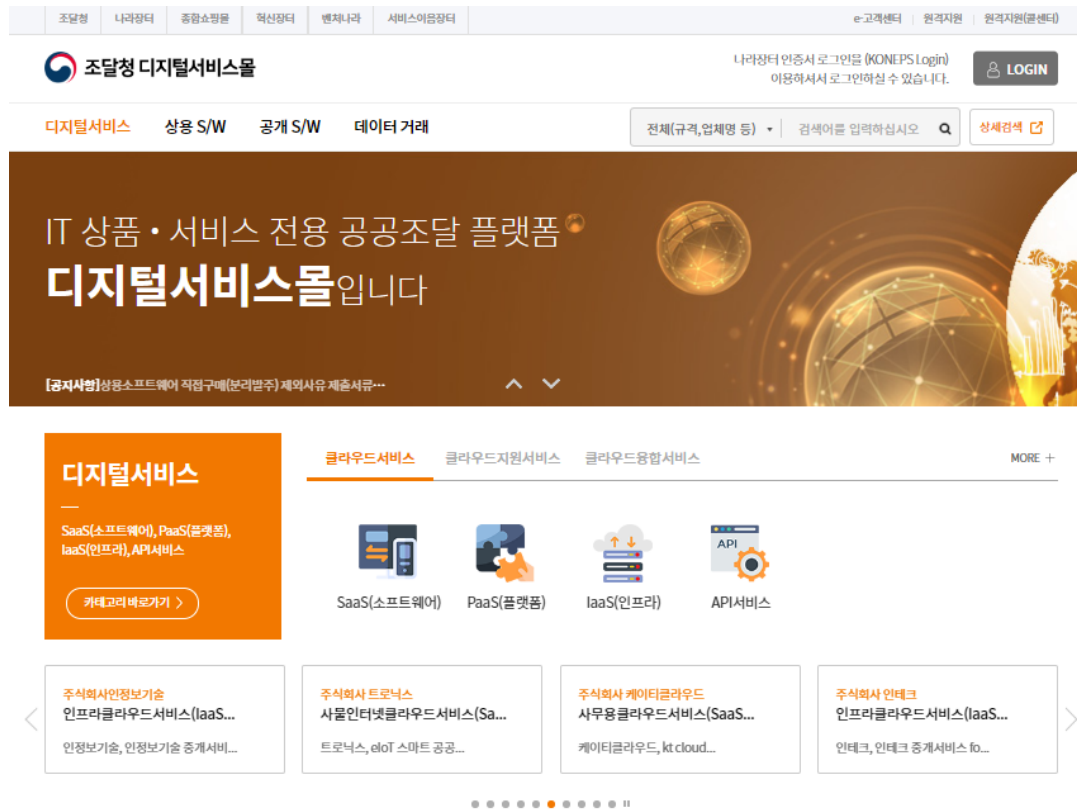 조달청 나라장터 종합쇼핑몰 혁신장터 벤처나라 서비스이음장터 e-고객센터 원격지원 원격지원(콜센터)
조달청 디지털서비스몰
나라장터 인증서 로그인을 (KONEPS Login)
이용하셔서 로그인하실 수 있습니다.
LOGIN
디지털서비스 상용 S/W 공개 S/W 데이터 거래 전체(규격,업체명 등) 검색어를 입력하십시오 상세검색
IT 상품 • 서비스 전용 공공조달 플랫폼
디지털서비스몰입니다
[공지사항]상용소프트웨어 직접구매(분리발주) 제외사유 제출서류…
디지털서비스
SaaS(소프트웨어), PaaS(플랫폼),
IaaS(인프라), API서비스
카테고리 바로가기 >
클라우드서비스 클라우드지원서비스 클라우드융합서비스 MORE +
API
SaaS(소프트웨어) PaaS(플랫폼) IaaS(인프라) API서비스
주식회사인정보기술
인프라클라우드서비스(IaaS...
인정보기술, 인정보기술 중개서비...
주식회사 트로닉스
사물인터넷클라우드서비스(Sa...
트로닉스, eIoT 스마트 공공...
주식회사 케이티클라우드
사무용클라우드서비스(SaaS...
케이티클라우드, kt cloud...
주식회사 인테크
인프라클라우드서비스(IaaS...
인테크, 인테크 중개서비스 fo...